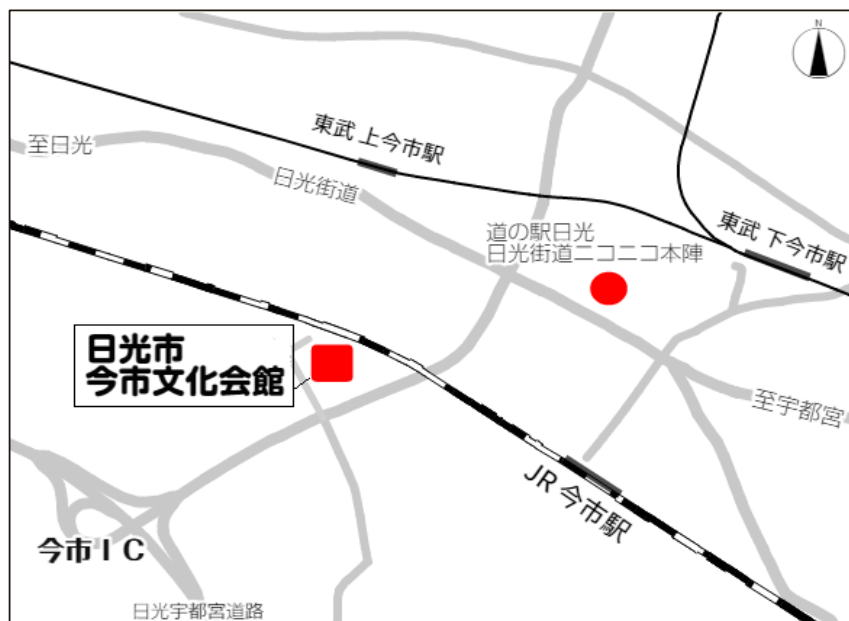 N
東武 上今市駅
至日光
日光街道
道の駅日光
日光街道ニコニコ本陣
東武 下今市駅
日光市
今市文化会館
至宇都宮
JR 今市駅
今市IC
日光宇都宮道路